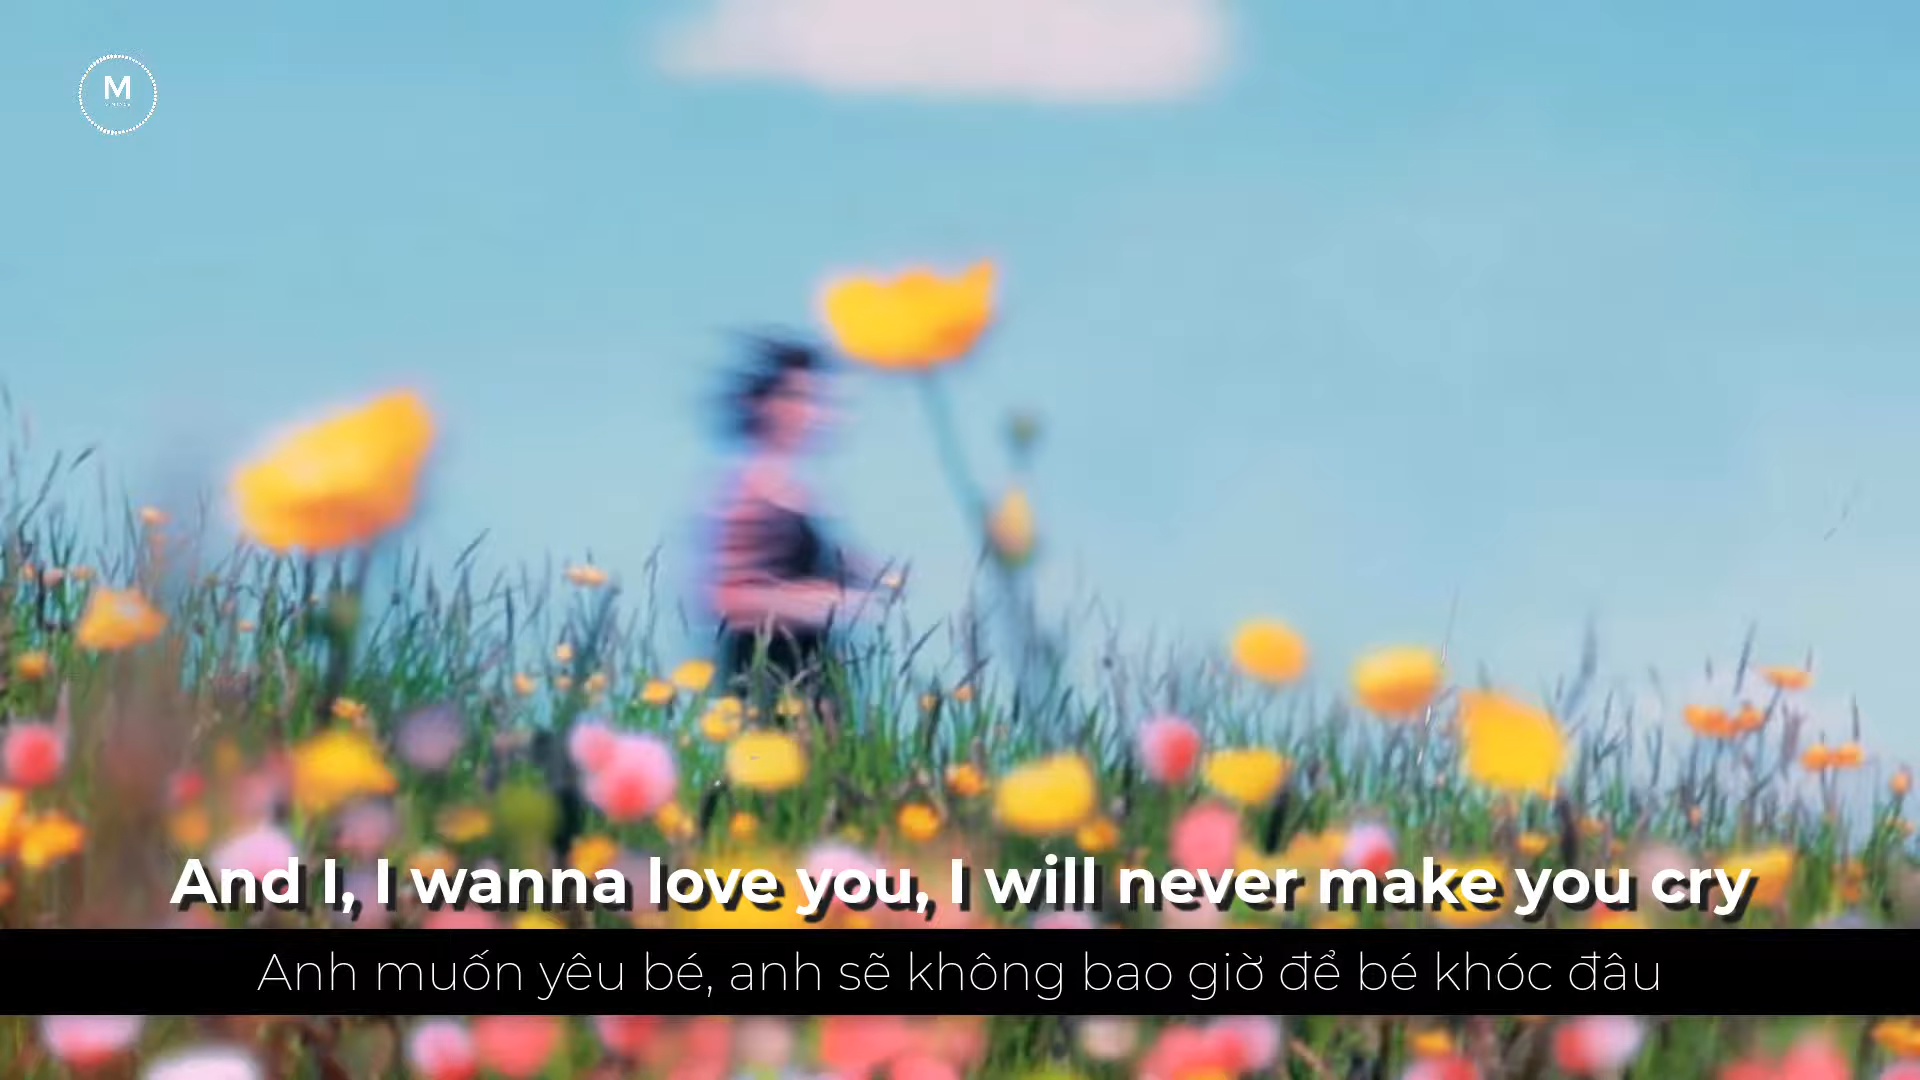 M
And I, I wanna love you, I will never make you cry
Anh muốn yêu bé, anh sẽ không bao giờ để bé khóc đâu